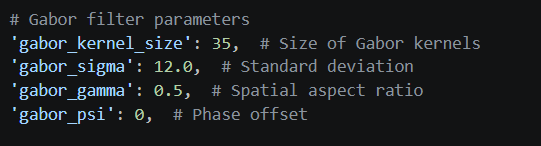 # Gabor filter parameters
'gabor_kernel_size': 35,  # Size of Gabor kernels
'gabor_sigma': 12.0,  # Standard deviation
'gabor_gamma': 0.5,  # Spatial aspect ratio
'gabor_psi': 0,  # Phase offset